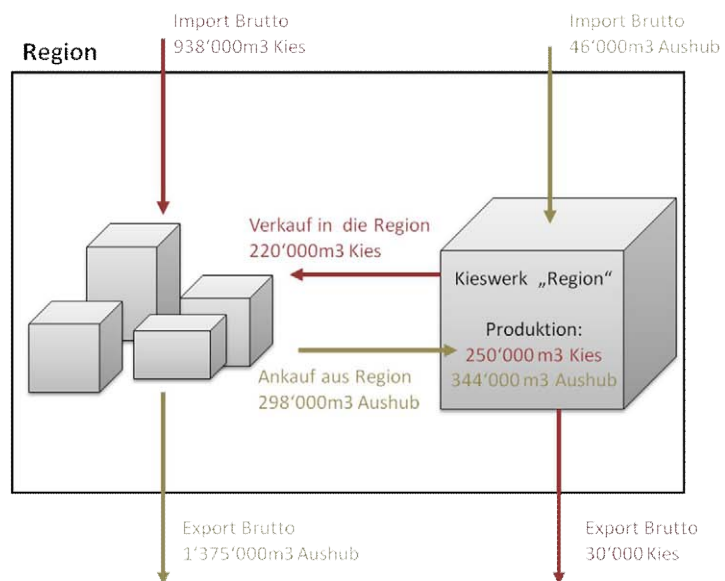 Import Brutto
938'000m3 Kies
Import Brutto
46'000m3 Aushub
Region
Verkauf in die Region
220'000m3 Kies
Kieswerk „Region“
Produktion:
250'000 m3 Kies
344'000 m3 Aushub
Ankauf aus Region
298'000m3 Aushub
Export Brutto
1'375'000m3 Aushub
Export Brutto
30'000 Kies